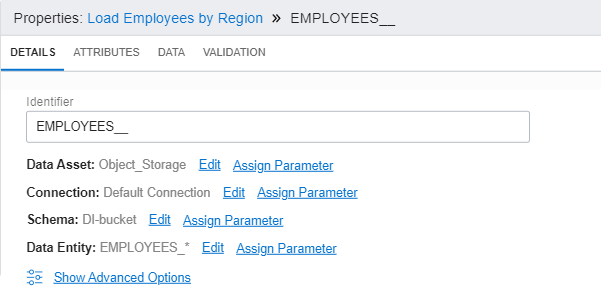 Properties: Load Employees by Region » EMPLOYEES__
DETAILS ATTRIBUTES DATA VALIDATION
Identifier
EMPLOYEES__
Data Asset: Object_Storage Edit Assign Parameter
Connection: Default Connection Edit Assign Parameter
Schema: DI-bucket Edit Assign Parameter
Data Entity: EMPLOYEES_* Edit Assign Parameter
Show Advanced Options